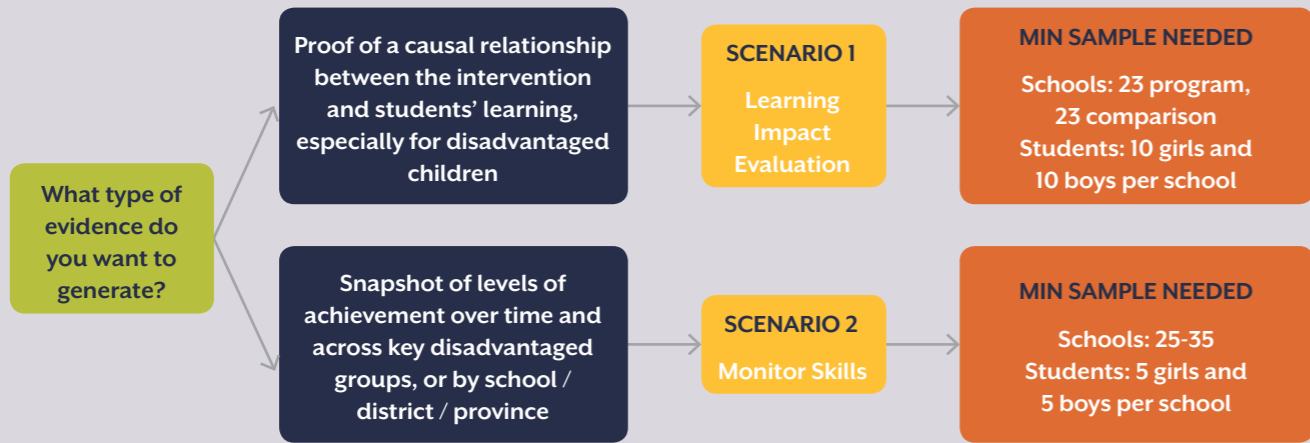 What type of
evidence do
you want to
generate?
Proof of a causal relationship
between the intervention
and students’ learning,
especially for disadvantaged
children
SCENARIO 1
Learning
Impact
Evaluation
MIN SAMPLE NEEDED
Schools: 23 program,
23 comparison
Students: 10 girls and
10 boys per school
Snapshot of levels of
achievement over time and
across key disadvantaged
groups, or by school /
district / province
SCENARIO 2
Monitor Skills
MIN SAMPLE NEEDED
Schools: 25-35
Students: 5 girls and
5 boys per school